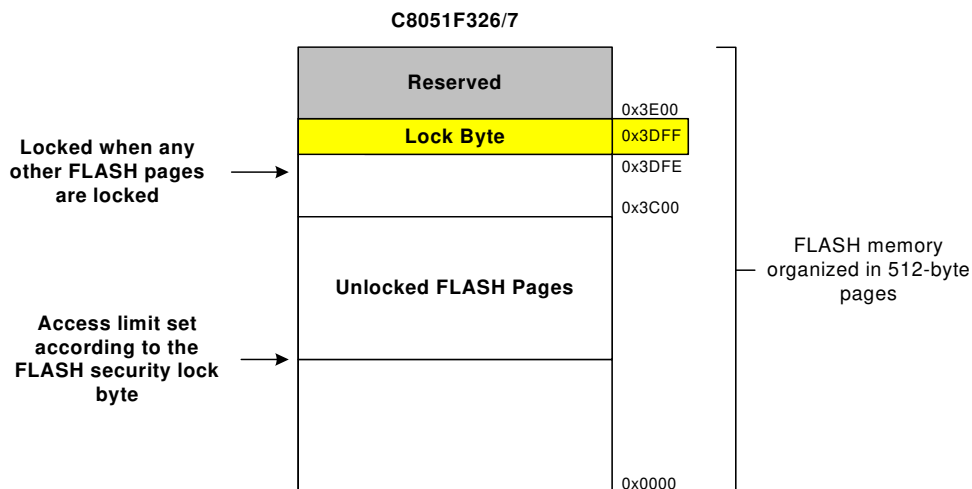 C8051F326/7
Reserved
0x3E00
Lock Byte
0x3DFF
Locked when any
other FLASH pages
are locked
0x3DFE
0x3C00
Unlocked FLASH Pages
FLASH memory
organized in 512-byte
pages
Access limit set
according to the
FLASH security lock
byte
0x0000